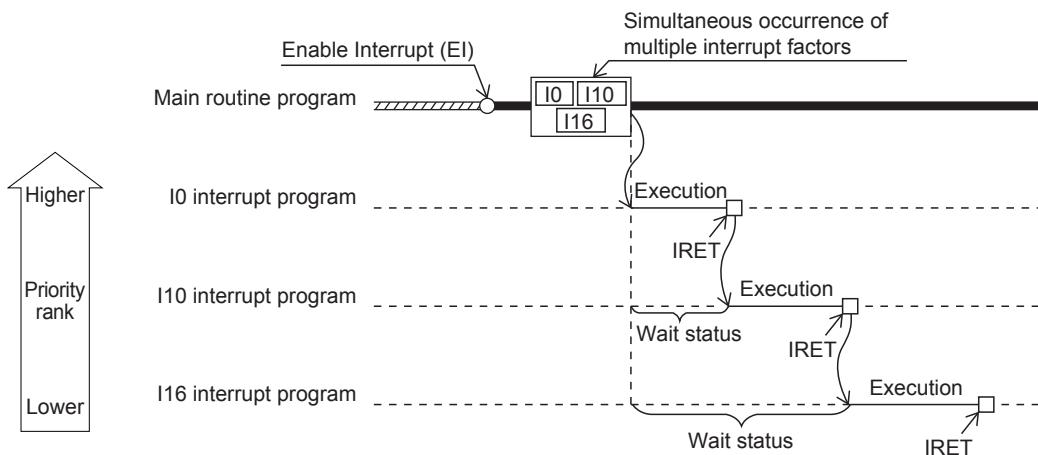 Simultaneous occurrence of
multiple interrupt factors
Enable Interrupt (EI)
Main routine program
I0
I10
I16
Higher
Priority
rank
Lower
I0 interrupt program
Execution
IRET
I10 interrupt program
Execution
Wait status
IRET
I16 interrupt program
Execution
Wait status
IRET